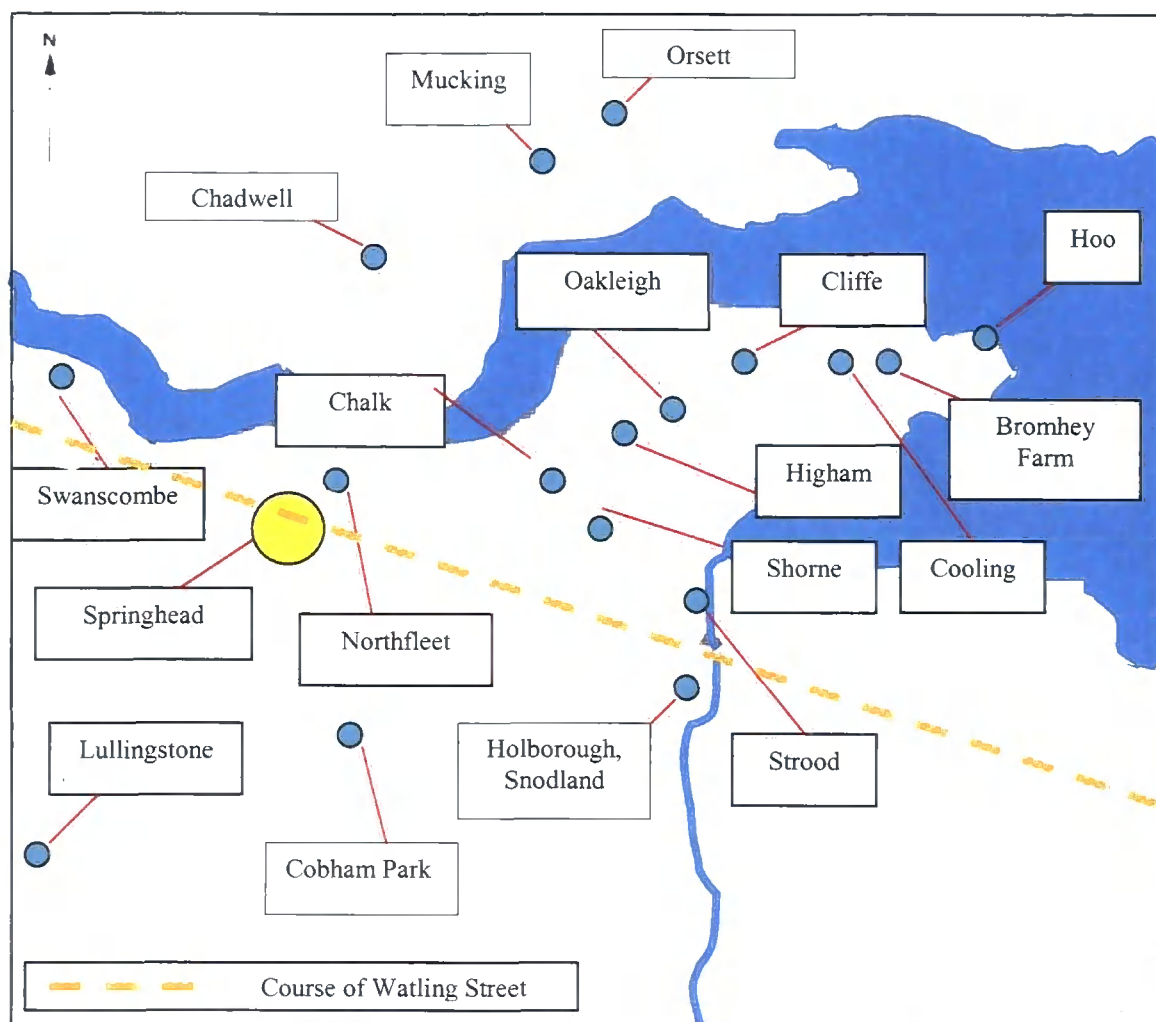 N
Orsett
Mucking
Chadwell
Hoo
Oakleigh
Cliffe
Chalk
Bromhey
Farm
Higham
Swanscombe
Shorne
Cooling
Springhead
Northfleet
Lullingstone
Holborough,
Snodland
Strood
Cobham Park
Course of Watling Street